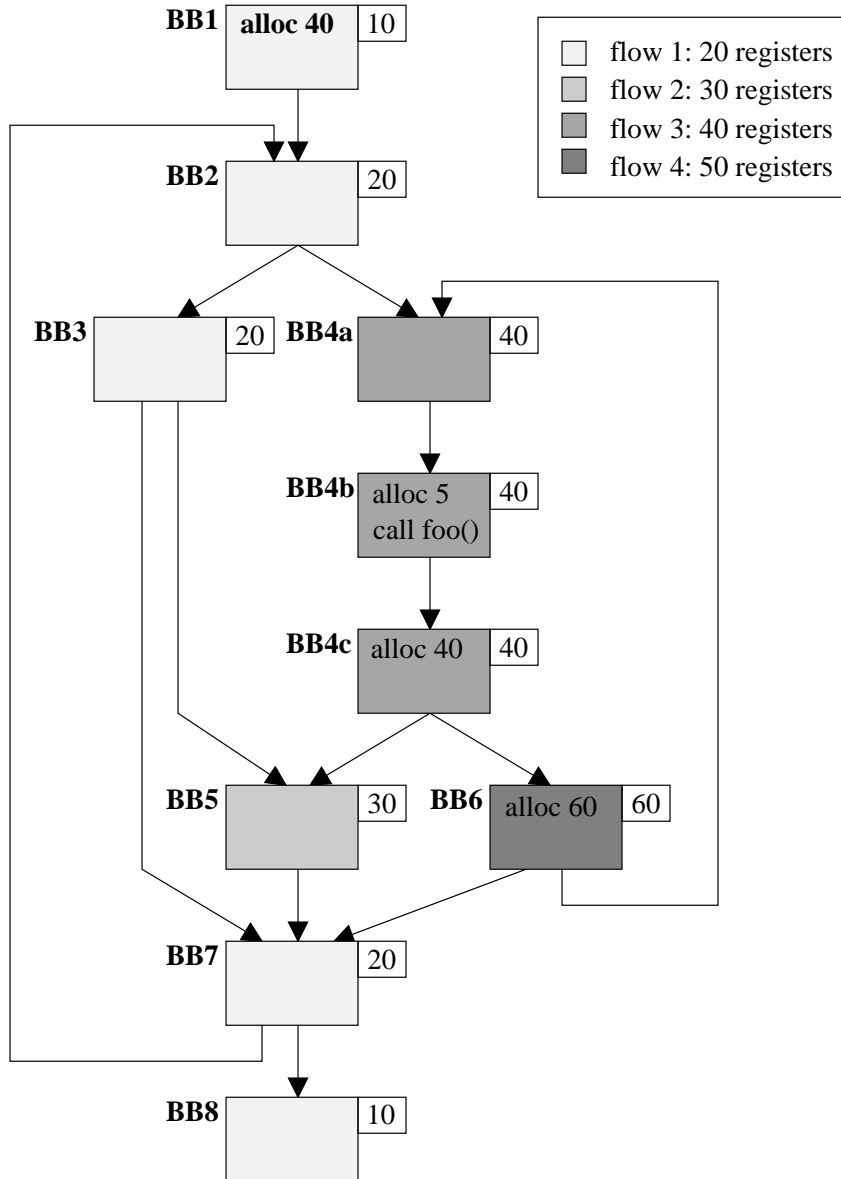 BB1 alloc 40 10
flow 1: 20 registers
flow 2: 30 registers
flow 3: 40 registers
flow 4: 50 registers
BB2 20
BB3 20 BB4a 40
BB4b alloc 5 40
call foo()
BB4c alloc 40 40
BB5 30 BB6 alloc 60 60
BB7 20
BB8 10